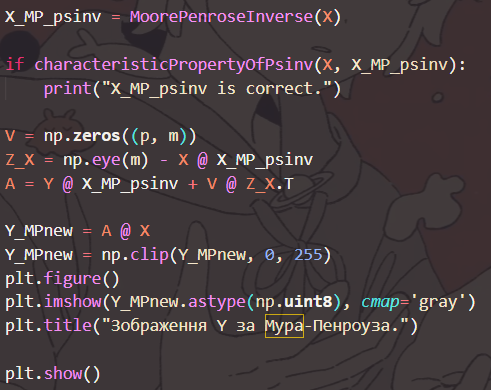 X_MP_psinv = MoorePenroseInverse(X)
if characteristicPropertyOfPsinv(X, X_MP_psinv):
    print("X_MP_psinv is correct.")
V = np.zeros((p, m))
Z_X = np.eye(m) - X @ X_MP_psinv
A = Y @ X_MP_psinv + V @ Z_X.T
Y_MPnew = A @ X
Y_MPnew = np.clip(Y_MPnew, 0, 255)
plt.figure()
plt.imshow(Y_MPnew.astype(np.uint8), cmap='gray')
plt.title("Зображення Y за Мура-Пенроуза.")
plt.show()